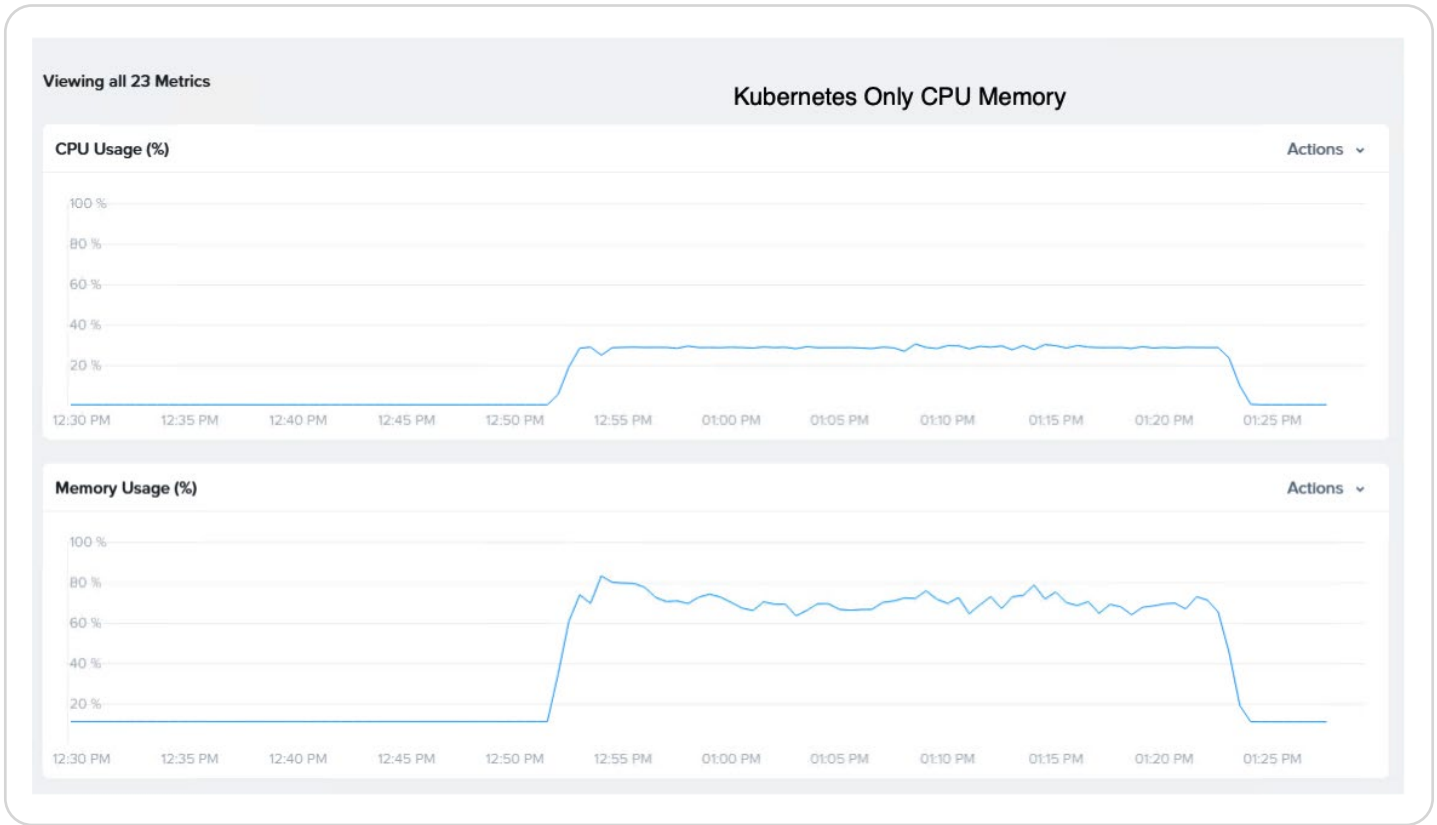 Viewing all 23 Metrics
Kubernetes Only CPU Memory
CPU Usage (%)
Actions
100 %
80 %
60 %
40 %
20 %
12:30 PM 12:35 PM 12:40 PM 12:45 PM 12:50 PM 12:55 PM 01:00 PM 01:05 PM 01:10 PM 01:15 PM 01:20 PM 01:25 PM
Memory Usage (%)
Actions
100 %
80 %
60 %
40 %
20 %
12:30 PM 12:35 PM 12:40 PM 12:45 PM 12:50 PM 12:55 PM 01:00 PM 01:05 PM 01:10 PM 01:15 PM 01:20 PM 01:25 PM